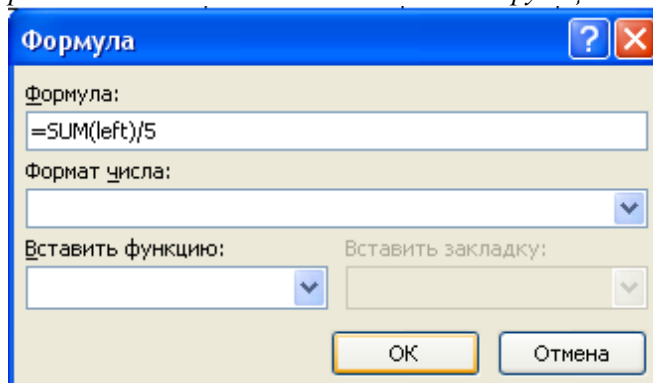 Формула
Формула:
=SUM(left)/5
Формат числа:
Вставить функцию: Вставить закладку:
ОК Отмена